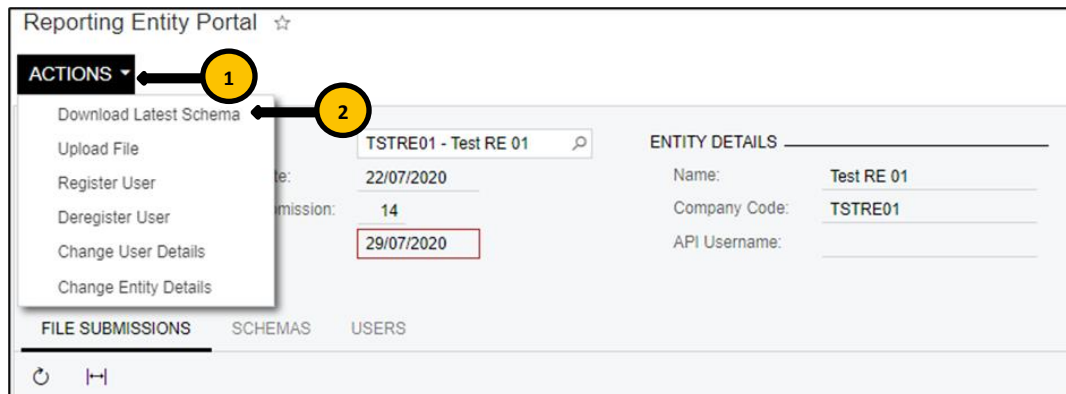 Reporting Entity Portal
ACTIONS
1
Download Latest Schema
2
Upload File
Register User
Deregister User
Change User Details
Change Entity Details
TSTRE01 - Test RE 01
te: 22/07/2020
mission: 14
29/07/2020
ENTITY DETAILS
Name: Test RE 01
Company Code: TSTRE01
API Username:
FILE SUBMISSIONS SCHEMAS USERS